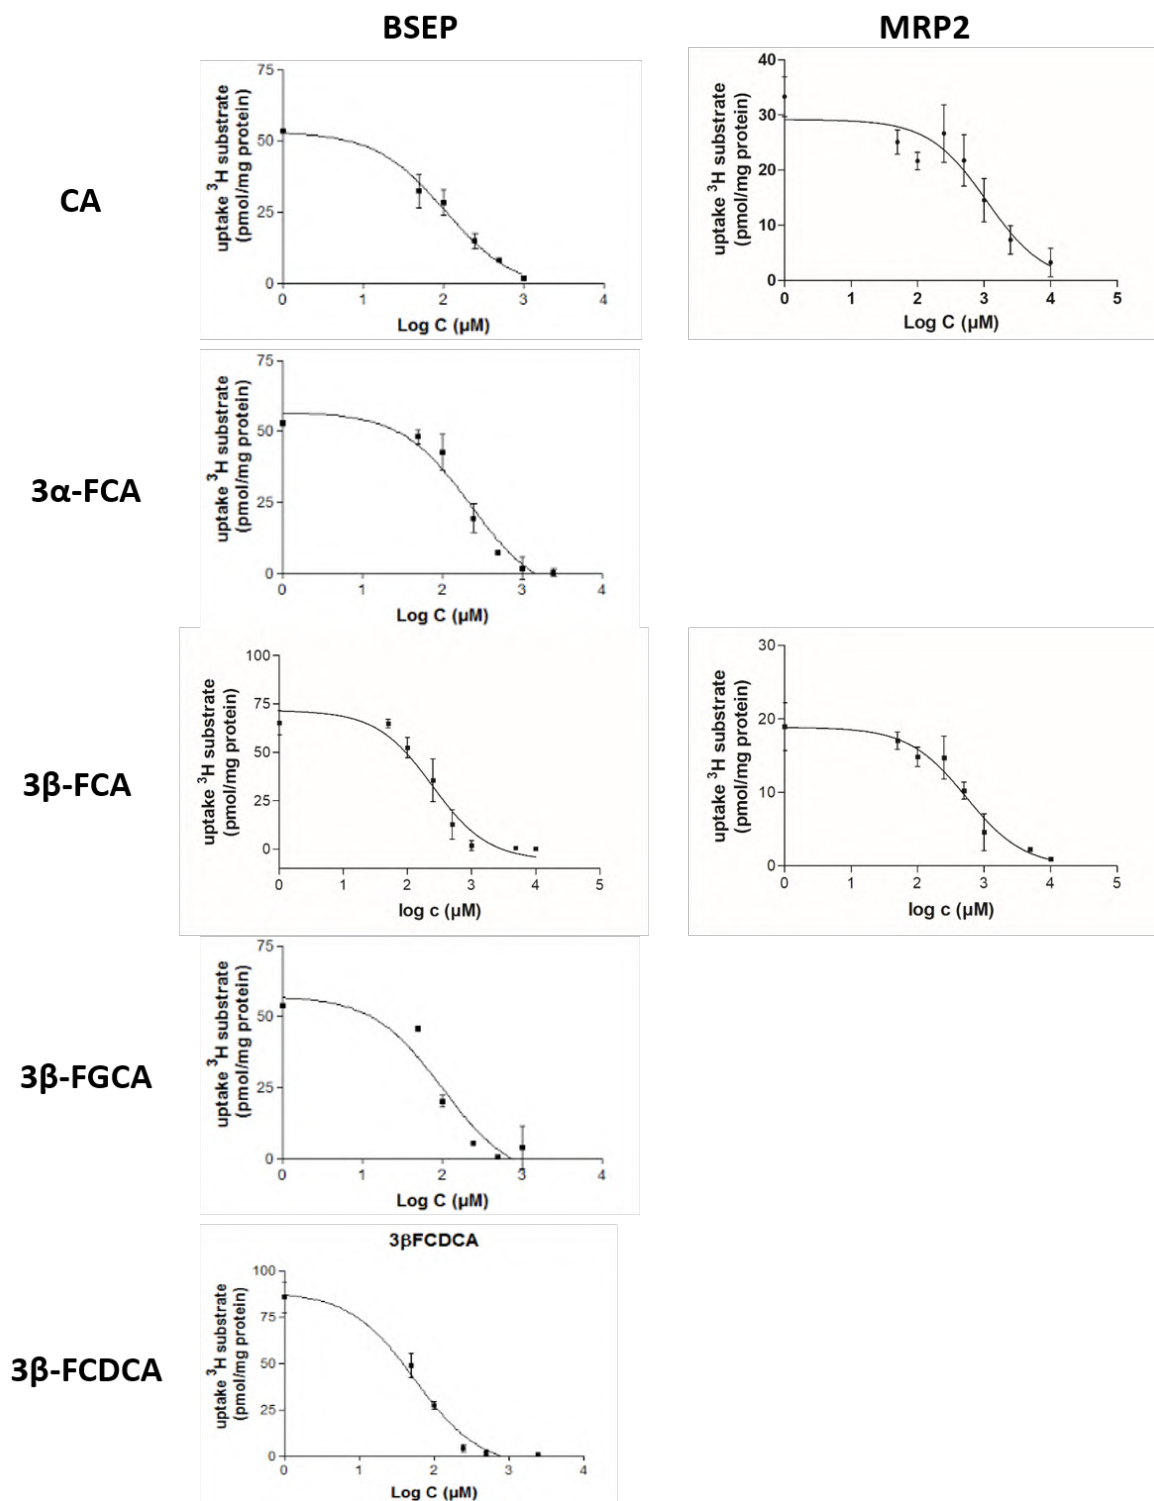 BSEP
MRP2
CA
uptake ³H substrate
(pmol/mg protein)
75
50
25
0
0 1 2 3 4
Log C (µM)
uptake ³H substrate
(pmol/mg protein)
40
30
20
10
0
0 1 2 3 4 5
Log C (µM)
3α-FCA
uptake ³H substrate
(pmol/mg protein)
75
50
25
0
0 1 2 3 4
Log C (µM)
3β-FCA
uptake ³H substrate
(pmol/mg protein)
100
75
50
25
0
0 1 2 3 4 5
log c (µM)
uptake ³H substrate
(pmol/mg protein)
30
20
10
0
0 1 2 3 4 5
log c (µM)
3β-FGCA
uptake ³H substrate
(pmol/mg protein)
75
50
25
0
0 1 2 3 4
Log C (µM)
3β-FCDCA
3βFCDCA
uptake ³H substrate
(pmol/mg protein)
100
75
50
25
0
0 1 2 3 4
Log C (µM)